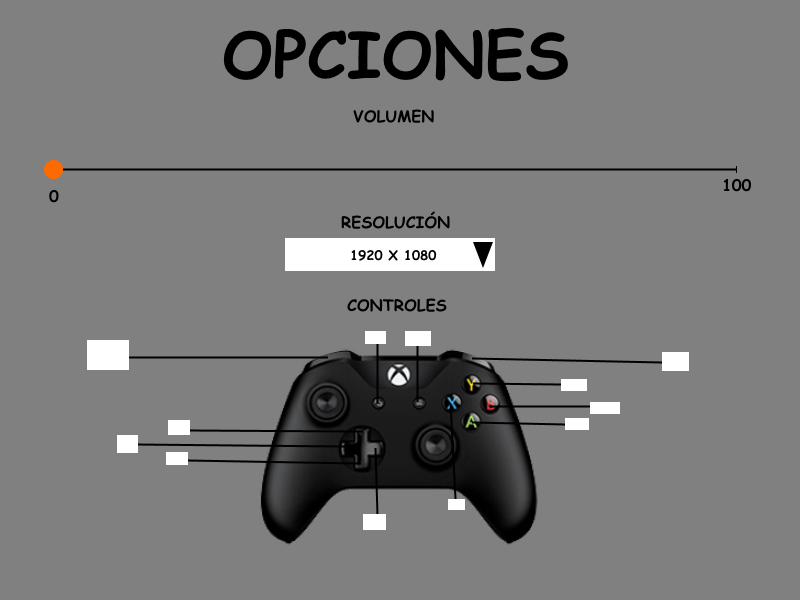 OPCIONES
VOLUMEN
0
100
RESOLUCIÓN
1920 X 1080
CONTROLES
Y
X
B
A